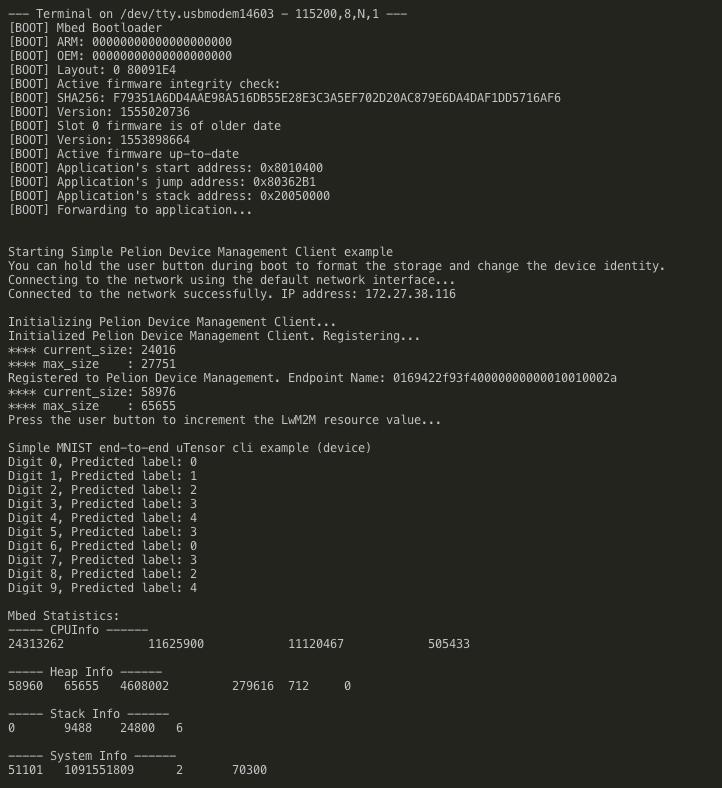 --- Terminal on /dev/tty.usbmodem14603 - 115200,8,N,1 ---
[BOOT] Mbed Bootloader
[BOOT] ARM: 00000000000000000000
[BOOT] OEM: 00000000000000000000
[BOOT] Layout: 0 80091E4
[BOOT] Active firmware integrity check:
[BOOT] SHA256: F79351A6DD4AAE98A516DB55E28E3C3A5EF702D20AC879E6DA4DAF1DD5716AF6
[BOOT] Version: 1555020736
[BOOT] Slot 0 firmware is of older date
[BOOT] Version: 1553898664
[BOOT] Active firmware up-to-date
[BOOT] Application's start address: 0x8010400
[BOOT] Application's jump address: 0x80362B1
[BOOT] Application's stack address: 0x20050000
[BOOT] Forwarding to application...
Starting Simple Pelion Device Management Client example
You can hold the user button during boot to format the storage and change the device identity.
Connecting to the network using the default network interface...
Connected to the network successfully. IP address: 172.27.38.116
Initializing Pelion Device Management Client...
Initialized Pelion Device Management Client. Registering...
**** current_size: 24016
**** max_size    : 27751
Registered to Pelion Device Management. Endpoint Name: 0169422f93f40000000000010010002a
**** current_size: 58976
**** max_size    : 65655
Press the user button to increment the LwM2M resource value...
Simple MNIST end-to-end uTensor cli example (device)
Digit 0, Predicted label: 0
Digit 1, Predicted label: 1
Digit 2, Predicted label: 2
Digit 3, Predicted label: 3
Digit 4, Predicted label: 4
Digit 5, Predicted label: 3
Digit 6, Predicted label: 0
Digit 7, Predicted label: 3
Digit 8, Predicted label: 2
Digit 9, Predicted label: 4
Mbed Statistics:
----- CPUInfo ------
24313262            11625900            11120467            505433
----- Heap Info ------
58960   65655   4608002         279616  712     0
----- Stack Info ------
0       9488    24800   6
----- System Info ------
51101   1091551809      2       70300